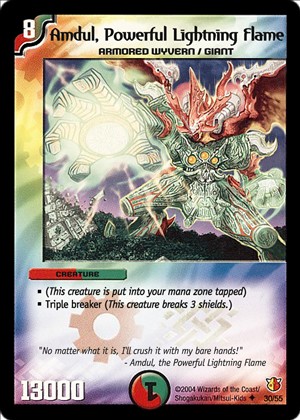 8
Amdul, Powerful Lightning Flame
ARMORED WYVERN / GIANT
CREATURE
(This creature is put into your mana zone tapped)
Triple breaker (This creature breaks 3 shields.)
"No matter what it is, I'll crush it with my bare hands!"
- Amdul, the Powerful Lightning Flame
13000
©2004 Wizards of the Coast/
Shogakukan/Mitsui-Kids
30/55